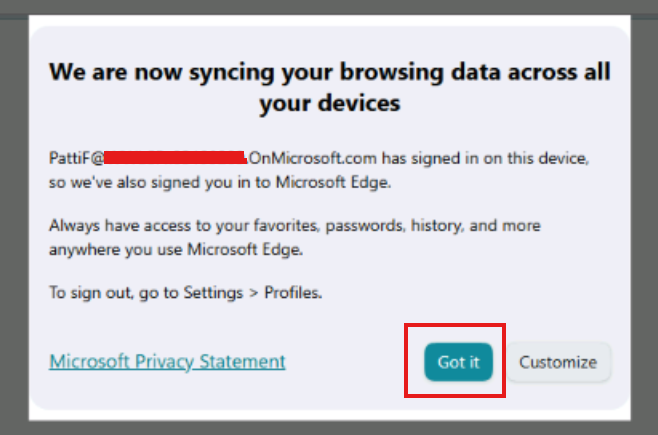 We are now syncing your browsing data across all
your devices
PattiF@ .OnMicrosoft.com has signed in on this device,
so we've also signed you in to Microsoft Edge.
Always have access to your favorites, passwords, history, and more
anywhere you use Microsoft Edge.
To sign out, go to Settings > Profiles.
Microsoft Privacy Statement Got it Customize